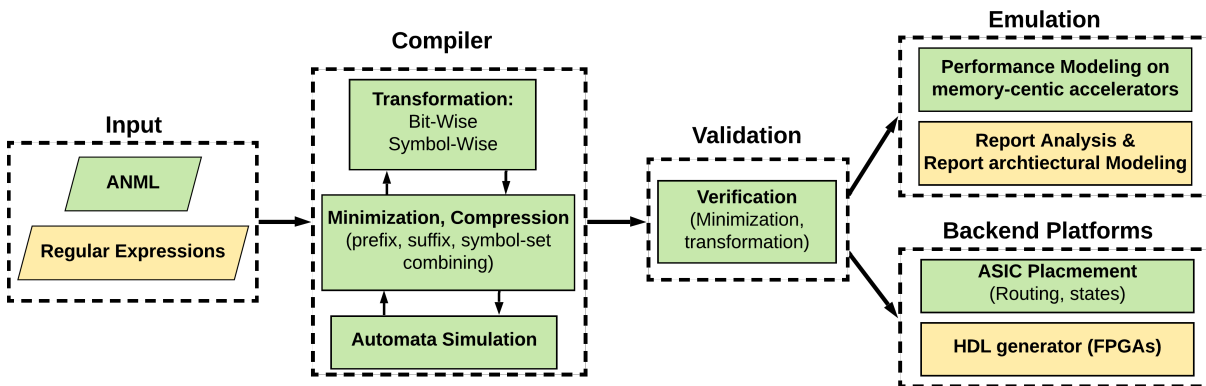 Input
ANML
Regular Expressions
Compiler
Transformation:
Bit-Wise
Symbol-Wise
Minimization, Compression
(prefix, suffix, symbol-set
combining)
Automata Simulation
Validation
Verification
(Minimization,
transformation)
Emulation
Performance Modeling on
memory-centic accelerators
Report Analysis &
Report archtiectural Modeling
Backend Platforms
ASIC Placmement
(Routing, states)
HDL generator (FPGAs)